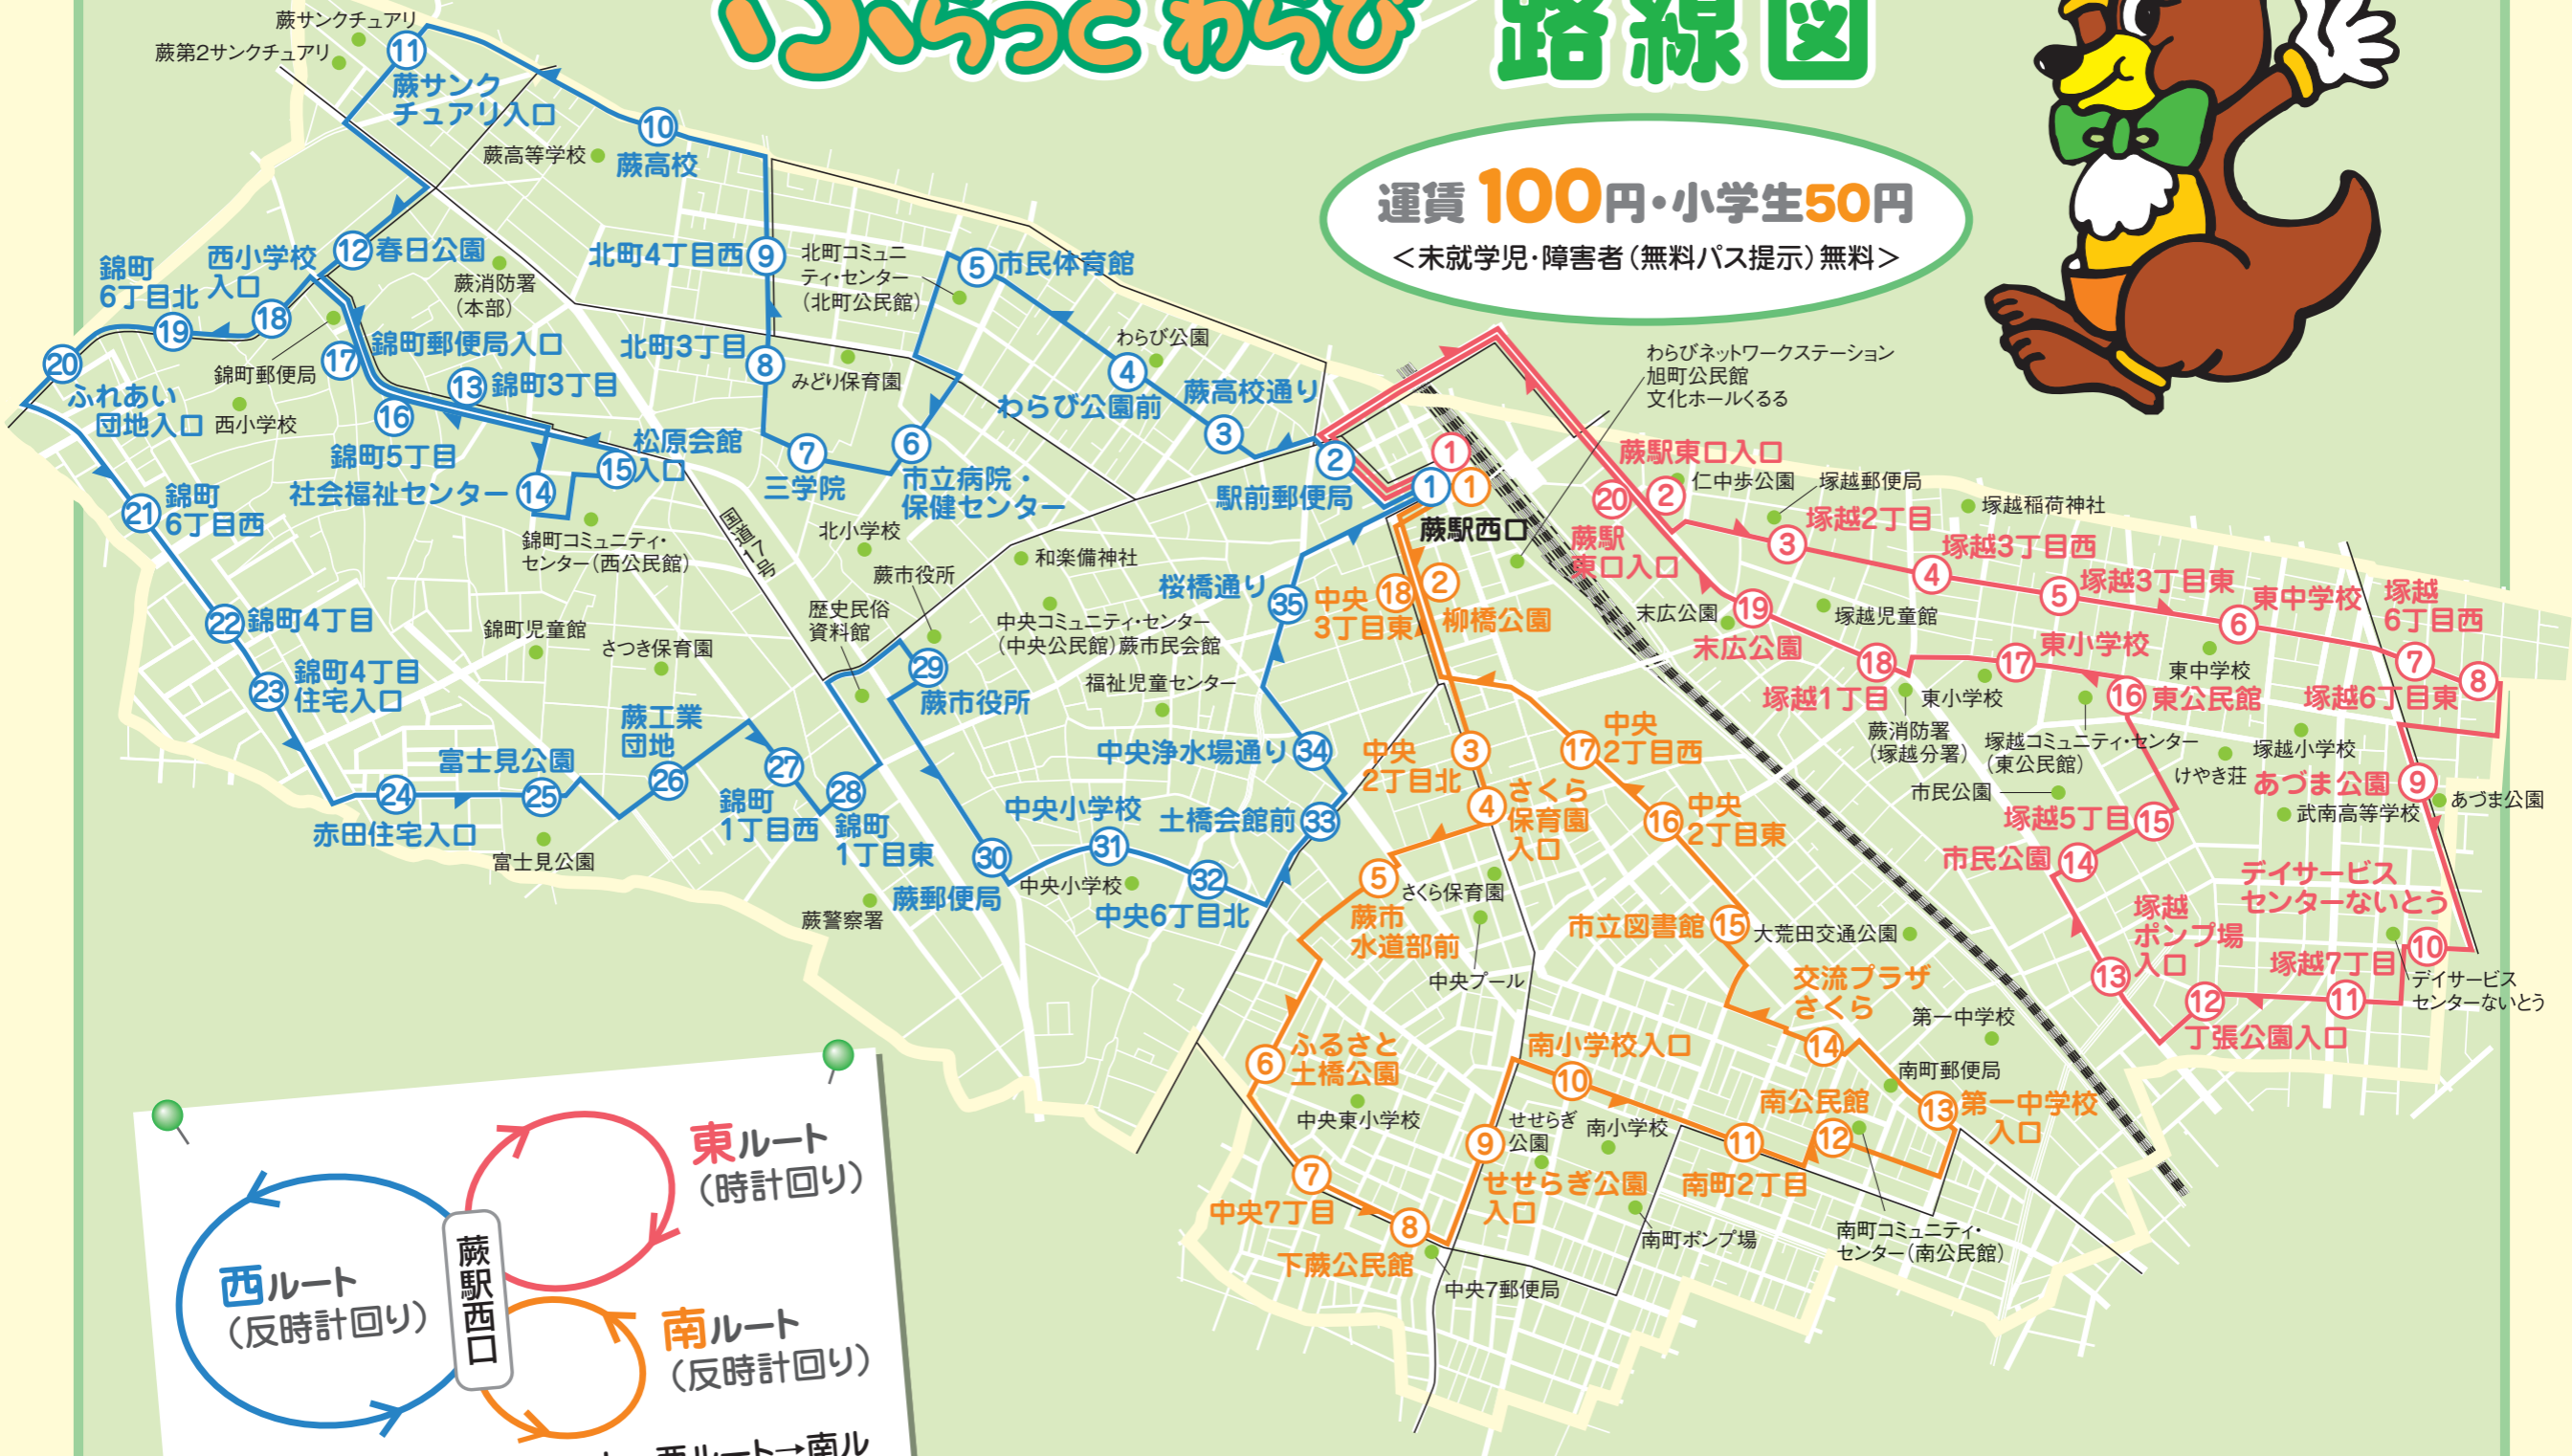 ぷらっと わらび 路線図
運賃 100円・小学生50円
＜未就学児・障害者（無料パス提示）無料＞
蕨サンクチュアリ
蕨第2サンクチュアリ
11
蕨サンク
チュアリ入口
10
蕨高校
蕨高等学校
12 春日公園
蕨消防署
（本部）
北町4丁目西 9
北町コミュニ
ティ・センター
（北町公民館）
5 市民体育館
錦町
6丁目北
19
西小学校
入口
18
20
ふれあい
団地入口
17 錦町郵便局入口
錦町郵便局
西小学校
13 錦町3丁目
16
錦町5丁目
北町3丁目 8
みどり保育園
わらび公園
4
わらび公園前
蕨高校通り
3
2
駅前郵便局
社会福祉センター 14
15 松原会館
入口
7
三学院
6
市立病院・
保健センター
21 錦町
6丁目西
錦町コミュニティ・
センター（西公民館）
国道17号
北小学校
蕨市役所
歴史民俗
資料館
和楽備神社
中央コミュニティ・センター
（中央公民館）蕨市民会館
福祉児童センター
桜橋通り
35
22 錦町4丁目
23 錦町4丁目
住宅入口
錦町児童館
さつき保育園
29
蕨市役所
蕨工業
団地
26
富士見公園
25
24
赤田住宅入口
富士見公園
27
錦町
1丁目西
28
錦町
1丁目東
中央浄水場通り 34
土橋会館前 33
中央小学校
31
30
蕨郵便局
中央小学校
32
中央6丁目北
蕨警察署
わらびネットワークステーション
旭町公民館
文化ホールくるる
1
1
1
蕨駅西口
蕨駅東口入口
2
仁中歩公園
20
蕨駅
東口入口
塚越郵便局
塚越2丁目
3
塚越稲荷神社
塚越3丁目西
4
塚越3丁目東
5
東中学校
6
東中学校
塚越
6丁目西
7
塚越6丁目東 8
末広公園
19
末広公園
塚越児童館
18
塚越1丁目
17 東小学校
東小学校
蕨消防署
（塚越分署）
16
東公民館
塚越コミュニティ・センター
（東公民館）
塚越小学校
けやき荘
あづま公園 9
あづま公園
武南高等学校
市民公園
塚越5丁目 15
市民公園 14
デイサービス
センターないとう
10
デイサービス
センターないとう
塚越
ポンプ場
入口
13
塚越7丁目
11
12
丁張公園入口
中央
3丁目東
18
2
柳橋公園
中央
2丁目北
3
17
中央
2丁目西
4
さくら
保育園
入口
16 中央
2丁目東
5
蕨市
水道部前
さくら保育園
中央プール
市立図書館 15
大荒田交通公園
交流プラザ
さくら
14
第一中学校
南町郵便局
13 第一中学校
入口
6 ふるさと
土橋公園
中央東小学校
南小学校入口
10
南公民館
12
11
南町2丁目
せせらぎ
公園
南小学校
9
せせらぎ公園
入口
7
中央7丁目
8
下蕨公民館
中央7郵便局
南町ポンプ場
南町コミュニティ・
センター（南公民館）
東ルート
（時計回り）
西ルート
（反時計回り）
蕨駅西口
南ルート
（反時計回り）
西ルート→南ル